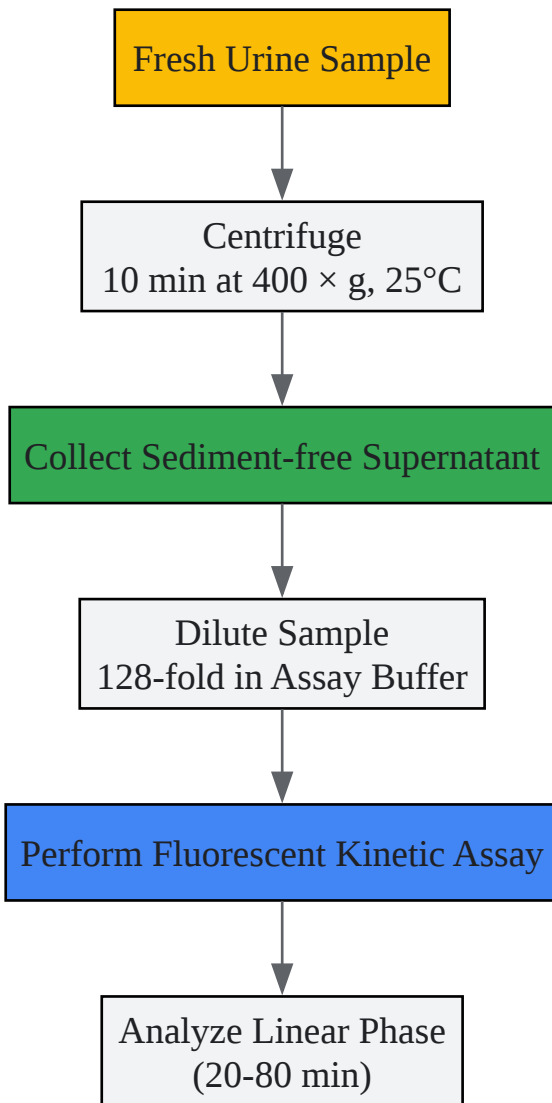 Fresh Urine Sample
Centrifuge
10 min at 400 × g, 25°C
Collect Sediment-free Supernatant
Dilute Sample
128-fold in Assay Buffer
Perform Fluorescent Kinetic Assay
Analyze Linear Phase
(20-80 min)